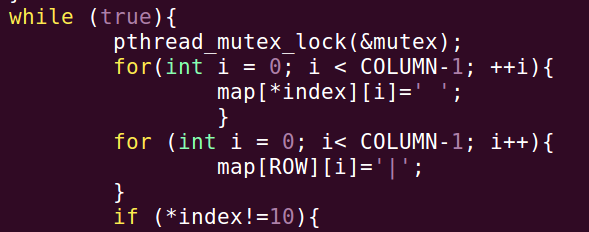 while (true){
pthread_mutex_lock(&mutex);
for(int i = 0; i < COLUMN-1; ++i){
map[*index][i]=' ';
}
for (int i = 0; i< COLUMN-1; i++){
map[ROW][i]='|';
}
if (*index!=10){